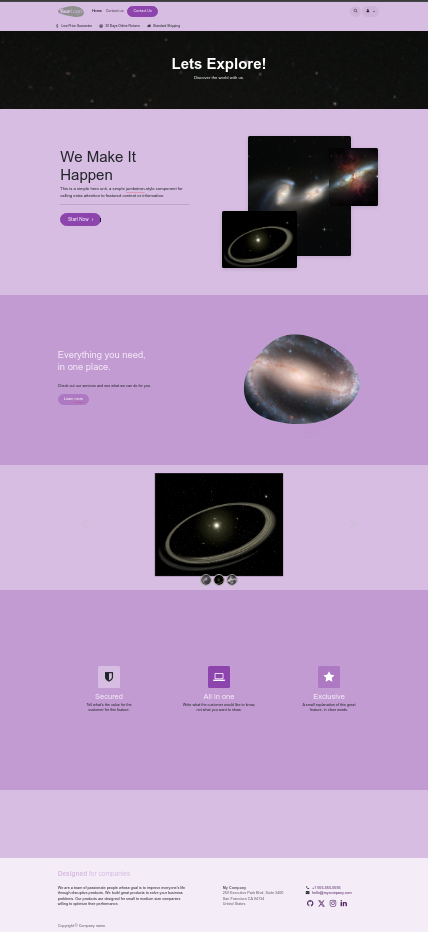 Home Contact us Contact Us
Low Price Guarantee 30 Days Online Returns Standard Shipping
Lets Explore!
Discover the world with us.
We Make It
Happen
This is a simple hero unit, a simple jumbotron-style component for
calling extra attention to featured content or information.
Start Now
Everything you need,
in one place.
Check out our services and see what we can do for you
Learn more
Secured
Tell what's the value for the
customer for this feature.
All in one
Write what the customer would like to know
not what you want to show.
Exclusive
A small explanation of this great
feature, in clear words.
Designed for companies
We are a team of passionate people whose goal is to improve everyone's life
through disruptive products. We build great products to solve your business
problems. Our products are designed for small to medium size companies
willing to optimize their performance.
My Company
250 Executive Park Blvd, Suite 3400
San Francisco CA 94134
United States
+1 555-555-5556
hello@mycompany.com
Copyright © Company name